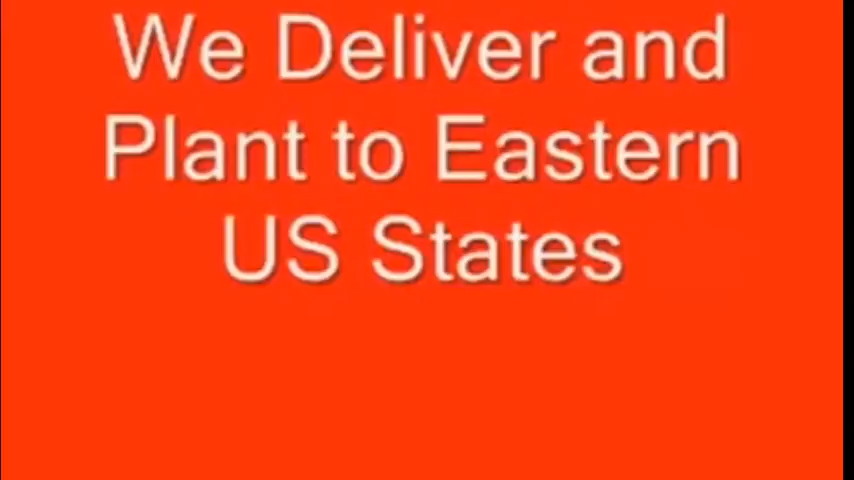 We Deliver and
Plant to Eastern
US States